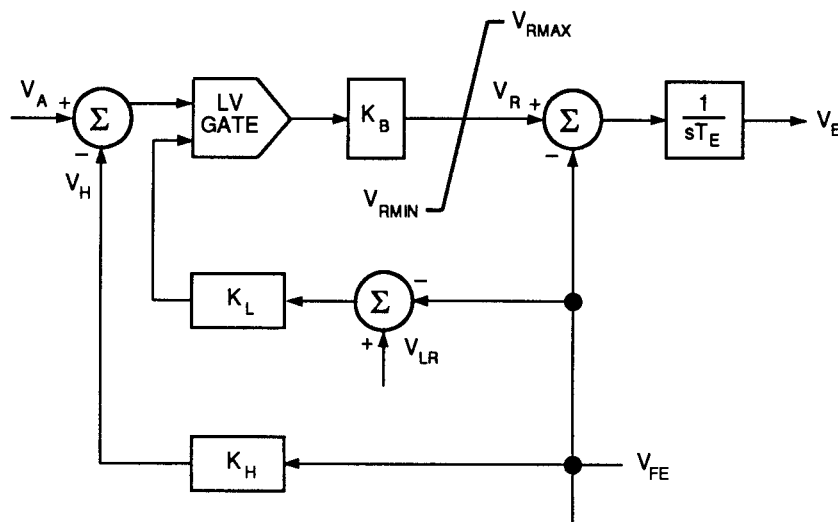 V_RMAX
V_A + Σ - V_H
LV
GATE
K_B
V_R + Σ -
1
sT_E
V_E
V_RMIN
K_L
Σ - + V_LR
K_H
V_FE